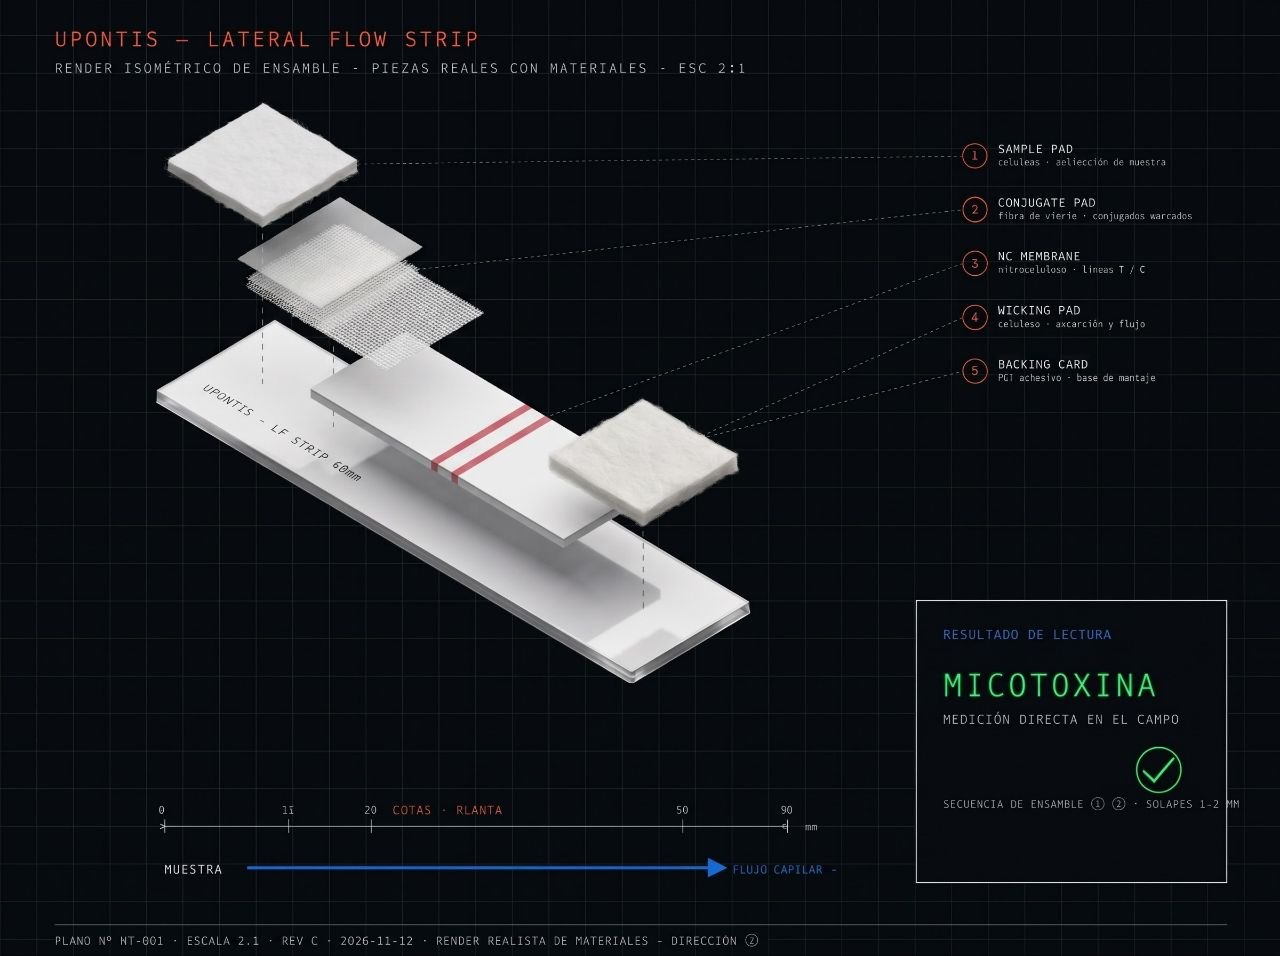 UPONTIS — LATERAL FLOW STRIP
RENDER ISOMÉTRICO DE ENSAMBLE - PIEZAS REALES CON MATERIALES - ESC 2:1
1 SAMPLE PAD
celuleas · aeliección de muestra
2 CONJUGATE PAD
fibra de vierie · conjugados warcados
3 NC MEMBRANE
nitroceluloso · lineas T / C
4 WICKING PAD
celuleso · axcarción y flujo
5 BACKING CARD
PGT achesivo · base de mantaje
UPONTIS - LF STRIP 60mm
RESULTADO DE LECTURA
MICOTOXINA
MEDICIÓN DIRECTA EN EL CAMPO
SECUENCIA DE ENSAMBLE ① ② · SOLAPES 1-2 MM
COTAS · RLANTA
0 11 20 50 90 mm
MUESTRA
FLUJO CAPILAR -
PLANO Nº HT-001 · ESCALA 2.1 · REV C · 2026-11-12 · RENDER REALISTA DE MATERIALES - DIRECCIÓN ②